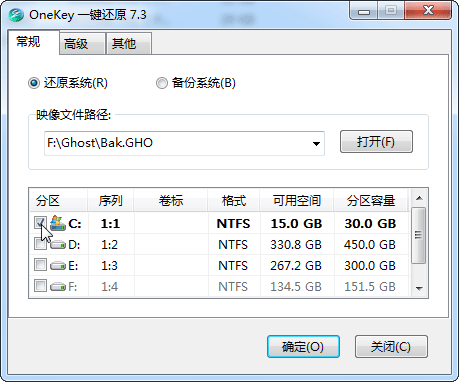 OneKey 一键还原 7.3
常规 高级 其他
还原系统(R) 备份系统(B)
映像文件路径:
F:\Ghost\Bak.GHO 打开(F)
分区 序列 卷标 格式 可用空间 分区容量
C: 1:1 NTFS 15.0 GB 30.0 GB
D: 1:2 NTFS 330.8 GB 450.0 GB
E: 1:3 NTFS 267.2 GB 300.0 GB
F: 1:4 NTFS 134.5 GB 151.5 GB
确定(O) 关闭(C)